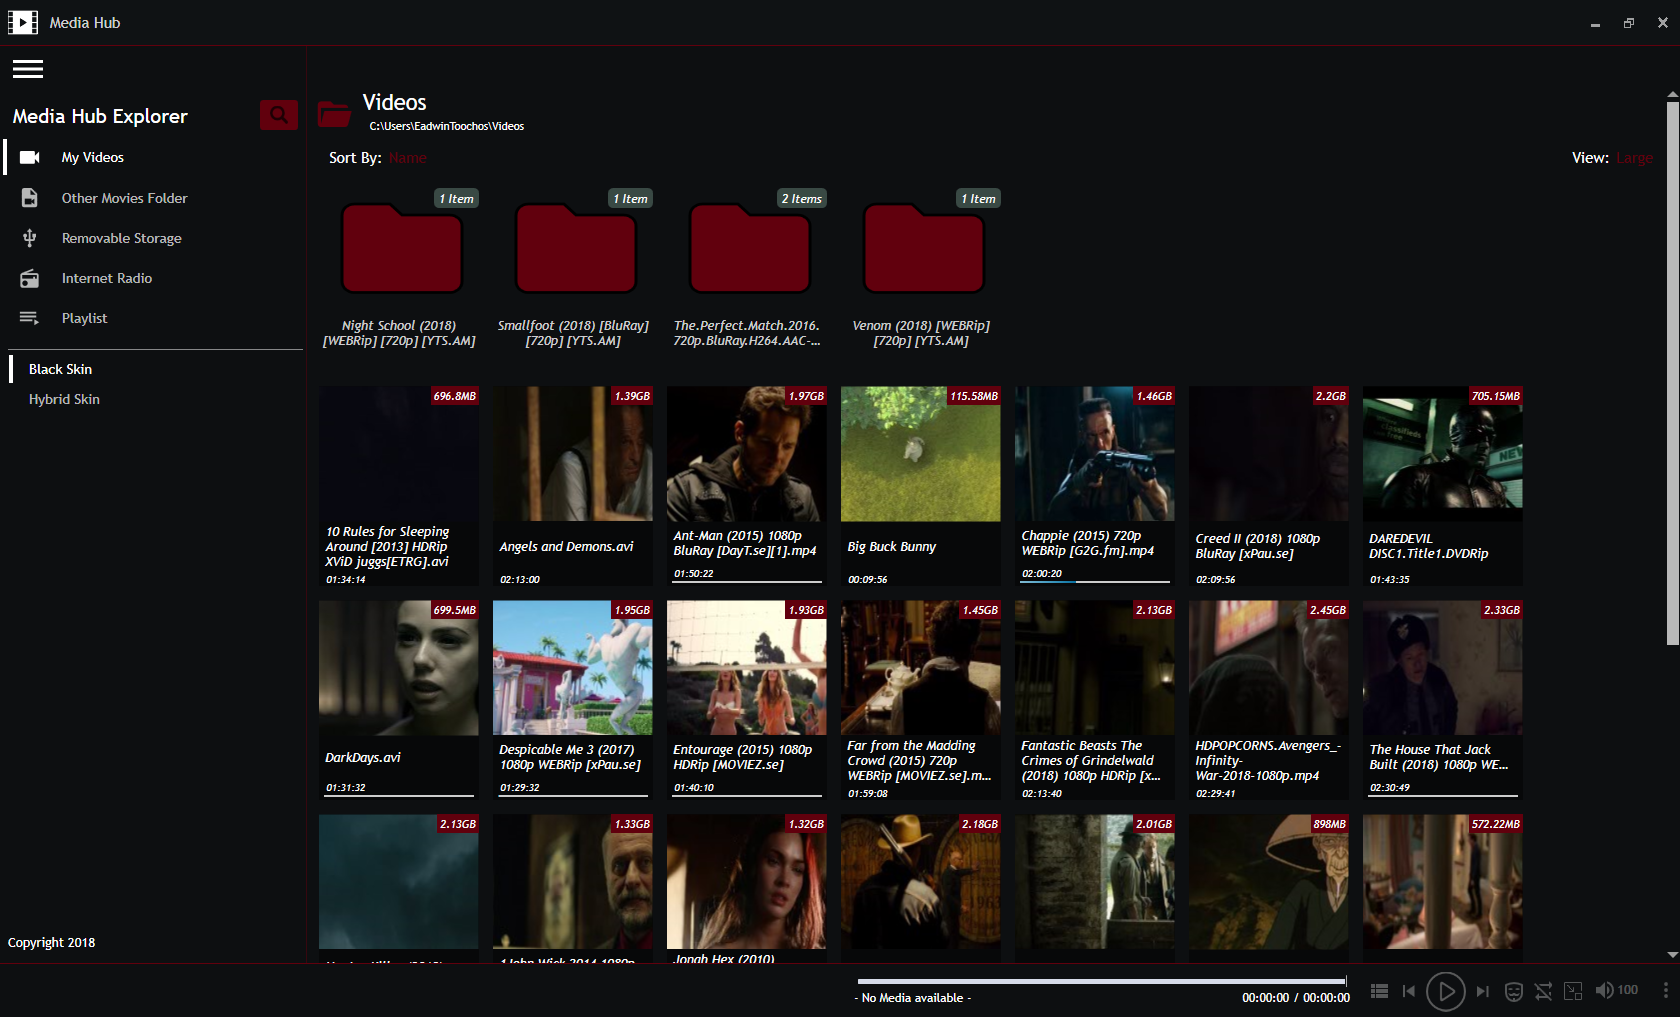 Media Hub
Media Hub Explorer
My Videos
Other Movies Folder
Removable Storage
Internet Radio
Playlist
Black Skin
Hybrid Skin
Copyright 2018
Videos
C:\Users\EadwinToochos\Videos
Sort By: Name
View: Large
1 Item
Night School (2018)
[WEBRip] [720p] [YTS.AM]
1 Item
Smallfoot (2018) [BluRay]
[720p] [YTS.AM]
2 Items
The.Perfect.Match.2016.
720p.BluRay.H264.AAC-...
1 Item
Venom (2018) [WEBRip]
[720p] [YTS.AM]
696.8MB
10 Rules for Sleeping
Around [2013] HDRip
XViD juggs[ETRG].avi
01:34:14
1.39GB
Angels and Demons.avi
02:13:00
1.97GB
Ant-Man (2015) 1080p
BluRay [DayT.se][1].mp4
01:50:22
115.58MB
Big Buck Bunny
00:09:56
1.46GB
Chappie (2015) 720p
WEBRip [G2G.fm].mp4
02:00:20
2.2GB
Creed II (2018) 1080p
BluRay [xPau.se]
02:09:56
705.15MB
Classifieds
Free
NEW
DAREDEVIL
DISC1.Title1.DVDRip
01:43:35
699.5MB
DarkDays.avi
01:31:32
1.95GB
Despicable Me 3 (2017)
1080p WEBRip [xPau.se]
01:29:32
1.93GB
Entourage (2015) 1080p
HDRip [MOVIEZ.se]
01:40:10
1.45GB
Far from the Madding
Crowd (2015) 720p
WEBRip [MOVIEZ.se].m...
01:59:08
2.13GB
Fantastic Beasts The
Crimes of Grindelwald
(2018) 1080p HDRip [x...
02:13:40
2.45GB
HDPOPCORNS.Avengers_-
Infinity-
War-2018-1080p.mp4
02:29:41
2.33GB
The House That Jack
Built (2018) 1080p WE...
02:30:49
2.13GB
1.33GB
John Wick 2014 1080p
1.32GB
Jonah Hex (2010)
2.18GB
2.01GB
898MB
572.22MB
- No Media available -
00:00:00 / 00:00:00
100